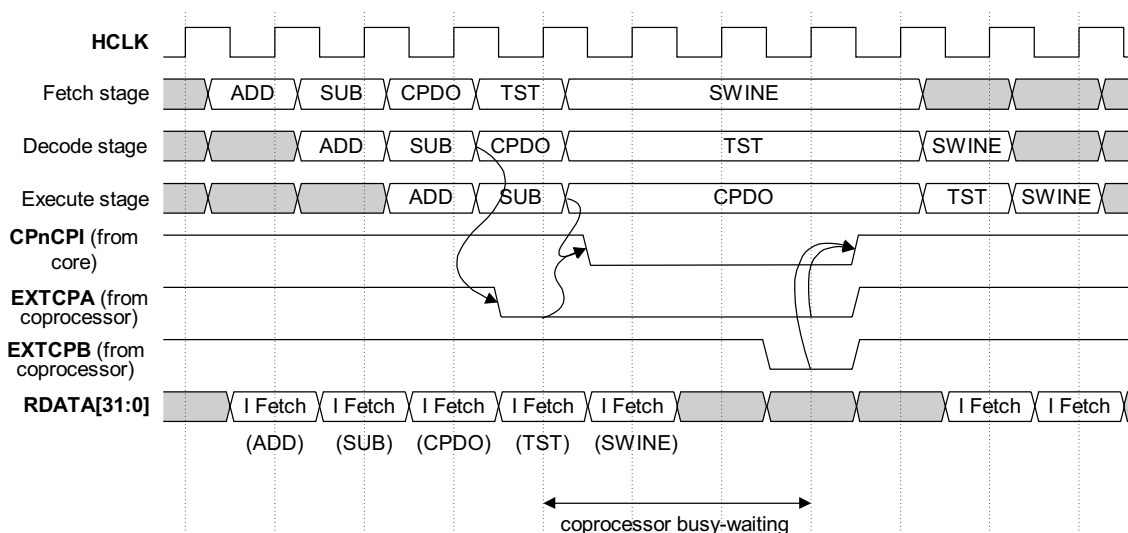 HCLK
Fetch stage ADD SUB CPDO TST SWINE
Decode stage ADD SUB CPDO TST SWINE
Execute stage ADD SUB CPDO TST SWINE
CPnCPI (from
core)
EXTCPA (from
coprocessor)
EXTCPB (from
coprocessor)
RDATA[31:0] I Fetch I Fetch I Fetch I Fetch I Fetch I Fetch I Fetch
(ADD) (SUB) (CPDO) (TST) (SWINE)
coprocessor busy-waiting